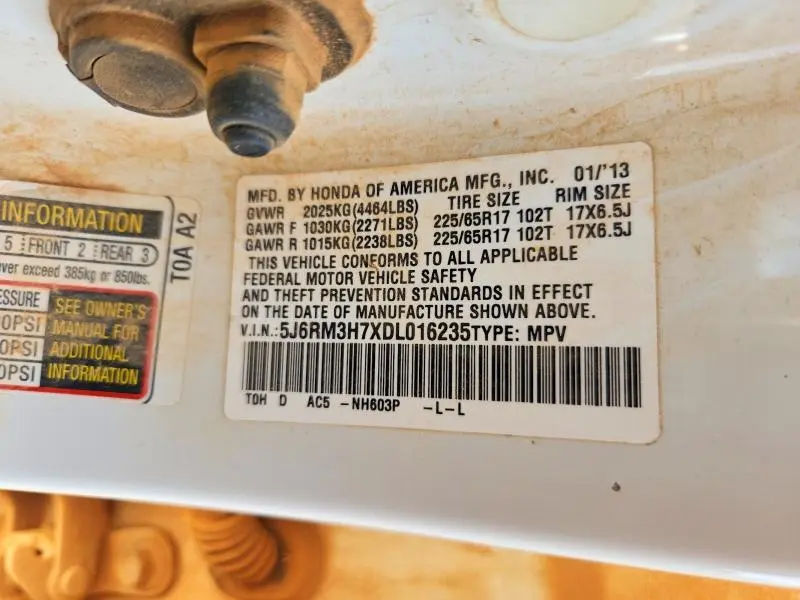 INFORMATION
5 FRONT 2 REAR 3
ver exceed 385kg or 850lbs.
SEE OWNER'S
MANUAL FOR
ADDITIONAL
INFORMATION
ESSURE
0PSI
0PSI
0PSI
T0A A2
MFD. BY HONDA OF AMERICA MFG., INC. 01/'13
GVWR 2025KG(4464LBS) TIRE SIZE RIM SIZE
GAWR F 1030KG(2271LBS) 225/65R17 102T 17X6.5J
GAWR R 1015KG(2238LBS) 225/65R17 102T 17X6.5J
THIS VEHICLE CONFORMS TO ALL APPLICABLE
FEDERAL MOTOR VEHICLE SAFETY
AND THEFT PREVENTION STANDARDS IN EFFECT
ON THE DATE OF MANUFACTURE SHOWN ABOVE.
V.I.N.:5J6RM3H7XDL016235TYPE: MPV
T0H D AC5 -NH603P -L-L